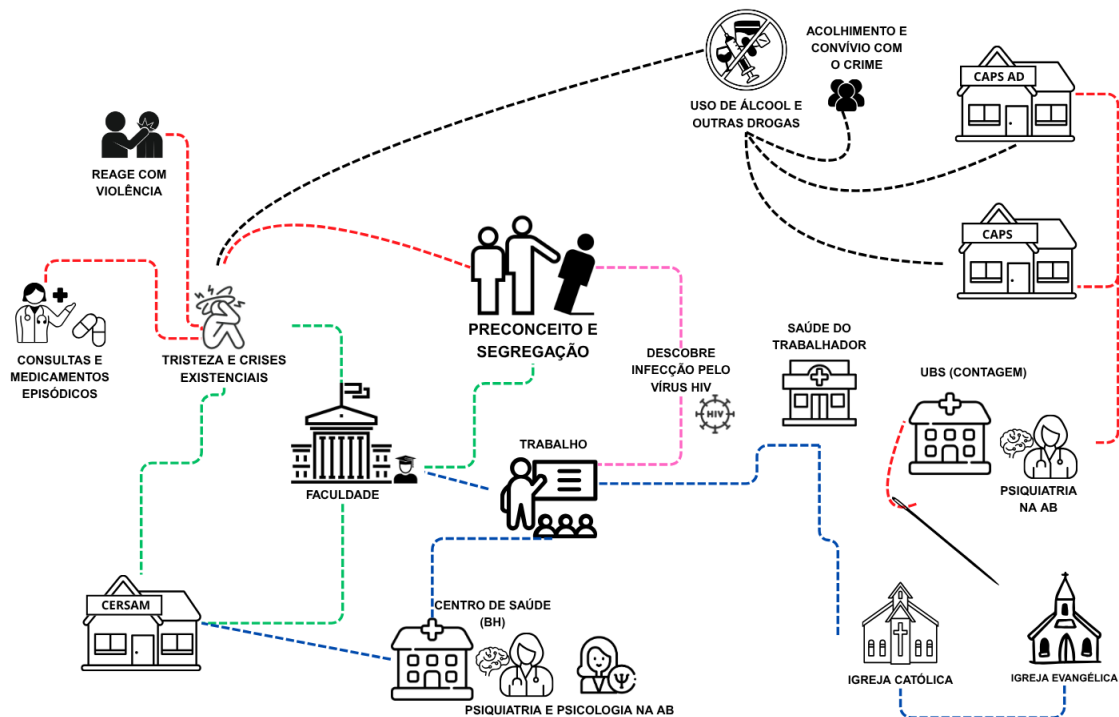 ACOLHIMENTO E
CONVÍVIO COM
O CRIME
CAPS AD
USO DE ÁLCOOL E
OUTRAS DROGAS
REAGE COM
VIOLÊNCIA
CAPS
PRECONCEITO E
SEGREGAÇÃO
CONSULTAS E
MEDICAMENTOS
EPISÓDICOS
TRISTEZA E CRISES
EXISTENCIAIS
DESCOBRE
INFECÇÃO PELO
VÍRUS HIV
HIV
SAÚDE DO
TRABALHADOR
UBS (CONTAGEM)
FACULDADE
TRABALHO
PSIQUIATRIA
NA AB
CERSAM
CENTRO DE SAÚDE
(BH)
PSIQUIATRIA E PSICOLOGIA NA AB
IGREJA CATÓLICA
IGREJA EVANGÉLICA